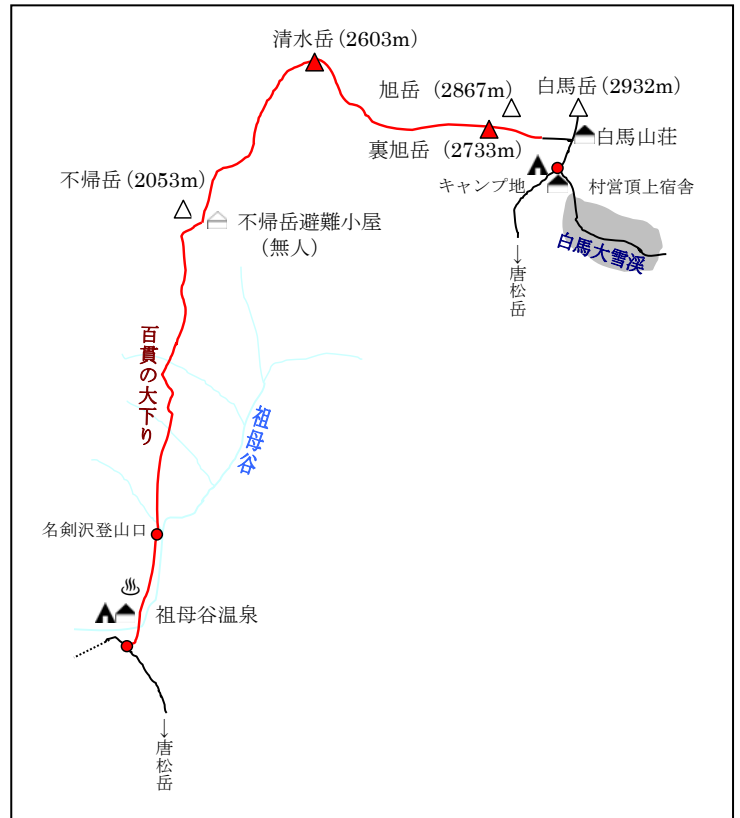 清水岳(2603m)
旭岳 (2867m)
白馬岳(2932m)
白馬山荘
裏旭岳
(2733m)
キャンプ地
村営頂上宿舎
不帰岳(2053m)
不帰岳避難小屋
(無人)
白馬大雪渓
→唐松岳
百貫の大下り
祖母谷
名剣沢登山口
祖母谷温泉
→唐松岳